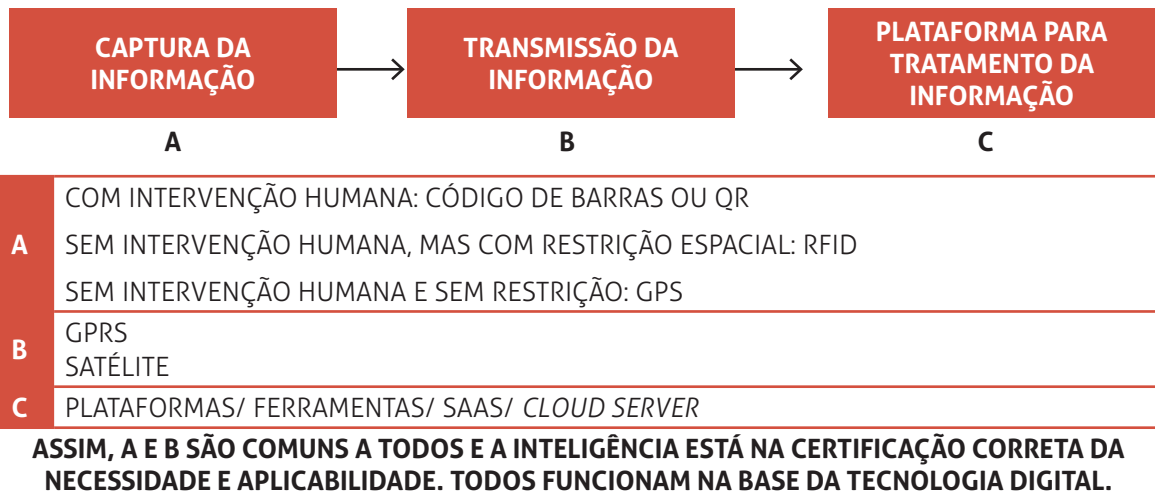 CAPTURA DA
INFORMAÇÃO
TRANSMISSÃO DA
INFORMAÇÃO
PLATAFORMA PARA
TRATAMENTO DA
INFORMAÇÃO
A
B
C
A
COM INTERVENÇÃO HUMANA: CÓDIGO DE BARRAS OU QR
SEM INTERVENÇÃO HUMANA, MAS COM RESTRIÇÃO ESPACIAL: RFID
SEM INTERVENÇÃO HUMANA E SEM RESTRIÇÃO: GPS
B
GPRS
SATÉLITE
C
PLATAFORMAS/ FERRAMENTAS/ SAAS/ CLOUD SERVER
ASSIM, A E B SÃO COMUNS A TODOS E A INTELIGÊNCIA ESTÁ NA CERTIFICAÇÃO CORRETA DA
NECESSIDADE E APLICABILIDADE. TODOS FUNCIONAM NA BASE DA TECNOLOGIA DIGITAL.